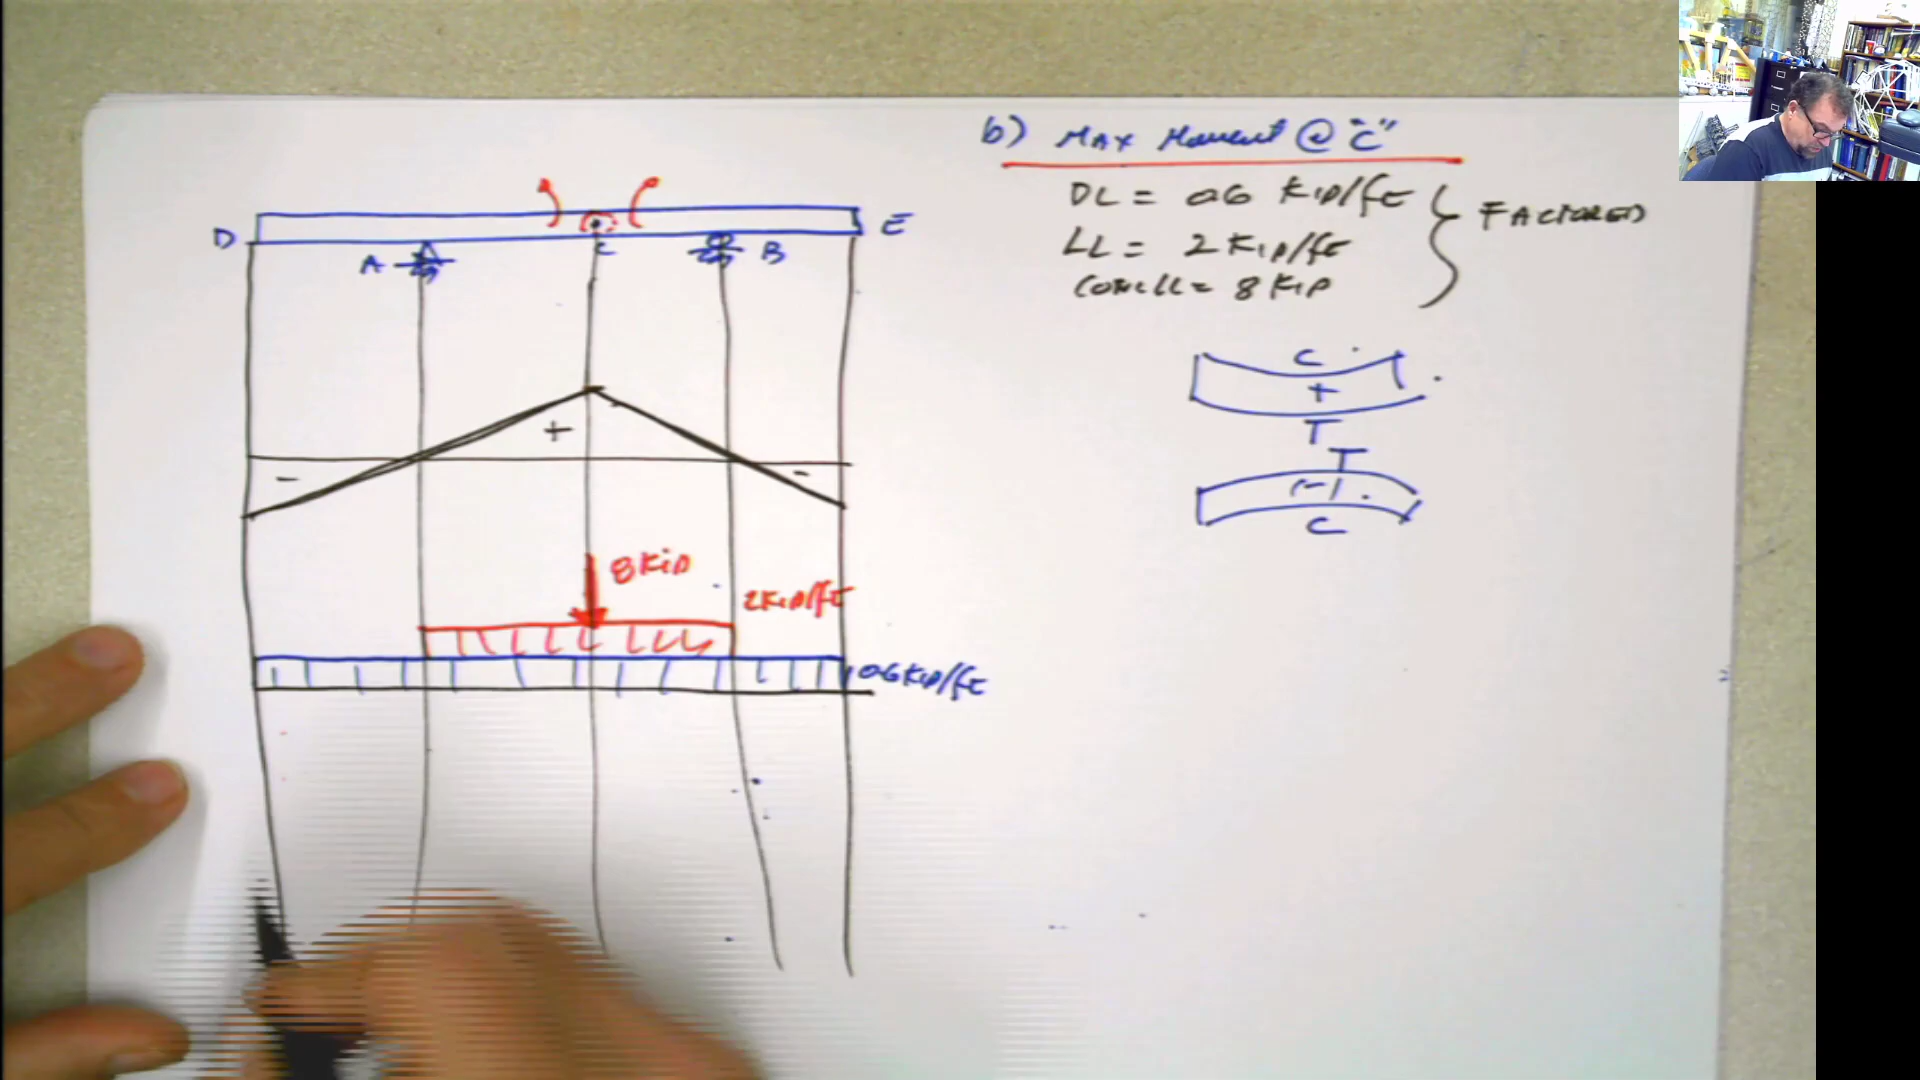 b) MAX Moment @ "C"
DL = 0.6 KIP/ft
LL = 2 KIP/ft
CONC LL = 8 KIP
FACTORED
D
A
C
B
E
C
+
T
T
(-)
C
+
-
-
8 KIP
2 KIP/ft
0.6 KIP/ft